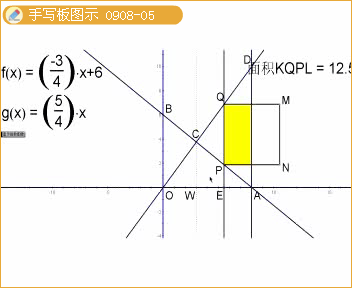 手写板图示 0908-05
面积KQPL = 12.5
f(x) = (-3/4)·x+6
g(x) = (5/4)·x
D
Q
M
B
C
P
N
O
W
E
A